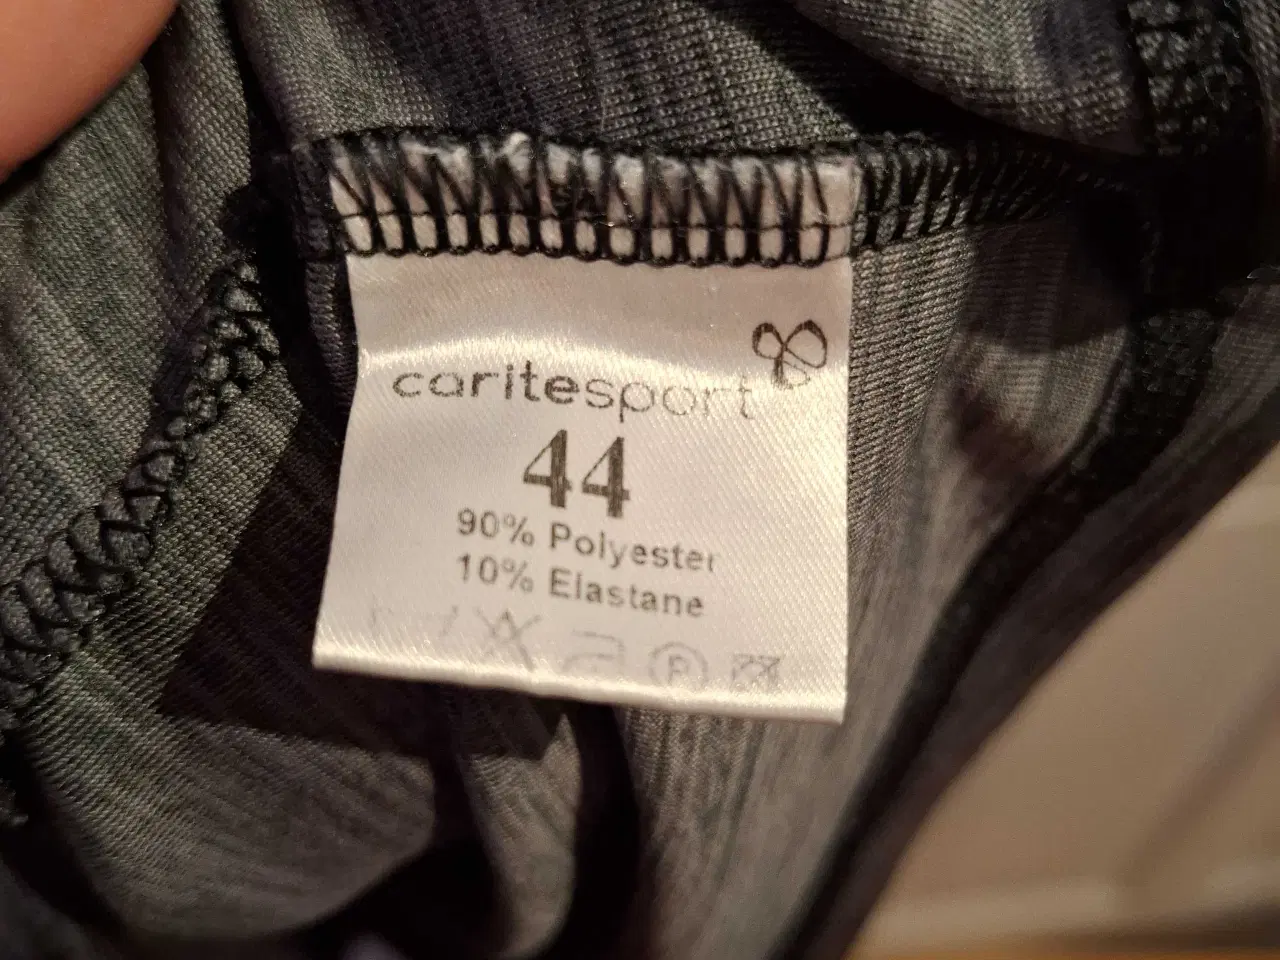 caritesport
44
90% Polyester
10% Elastane
P